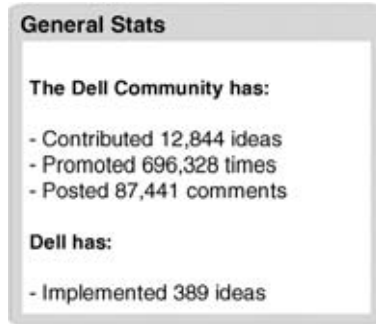 General Stats
The Dell Community has:
- Contributed 12,844 ideas
- Promoted 696,328 times
- Posted 87,441 comments
Dell has:
- Implemented 389 ideas